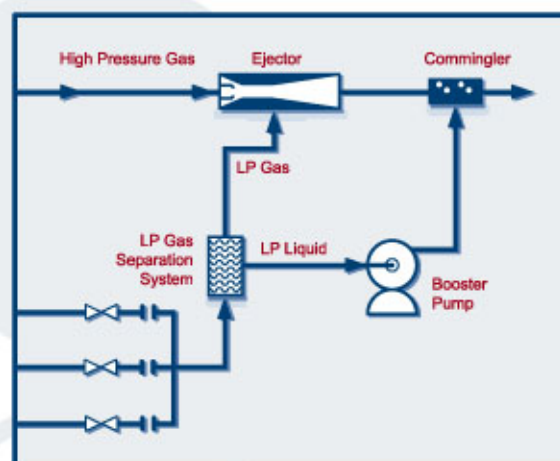 High Pressure Gas
Ejector
Commingler
LP Gas
LP Gas
Separation
System
LP Liquid
Booster
Pump